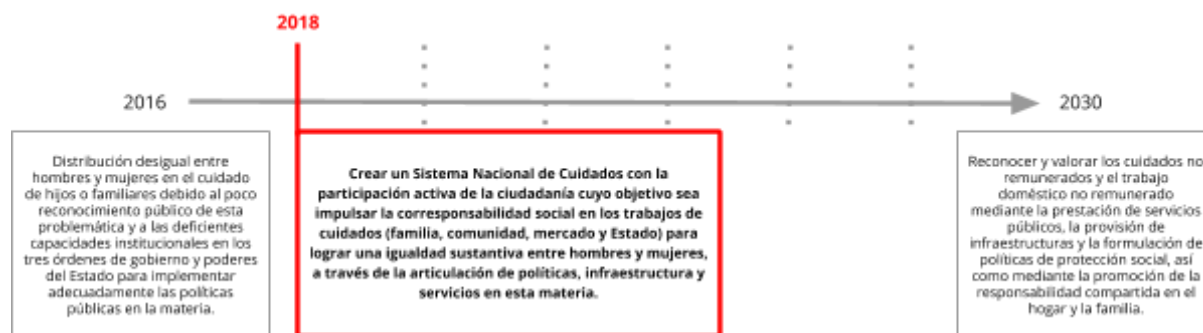 2018
2016
2030
Distribución desigual entre
hombres y mujeres en el cuidado
de hijos o familiares debido al poco
reconocimiento público de esta
problemática y a las deficientes
capacidades institucionales en los
tres órdenes de gobierno y poderes
del Estado para implementar
adecuadamente las políticas
públicas en la materia.
Crear un Sistema Nacional de Cuidados con la
participación activa de la ciudadanía cuyo objetivo sea
impulsar la corresponsabilidad social en los trabajos de
cuidados (familia, comunidad, mercado y Estado) para
lograr una igualdad sustantiva entre hombres y mujeres,
a través de la articulación de políticas, infraestructura y
servicios en esta materia.
Reconocer y valorar los cuidados no
remunerados y el trabajo
doméstico no remunerado
mediante la prestación de servicios
públicos, la provisión de
infraestructuras y la formulación de
políticas de protección social, así
como mediante la promoción de la
responsabilidad compartida en el
hogar y la familia.